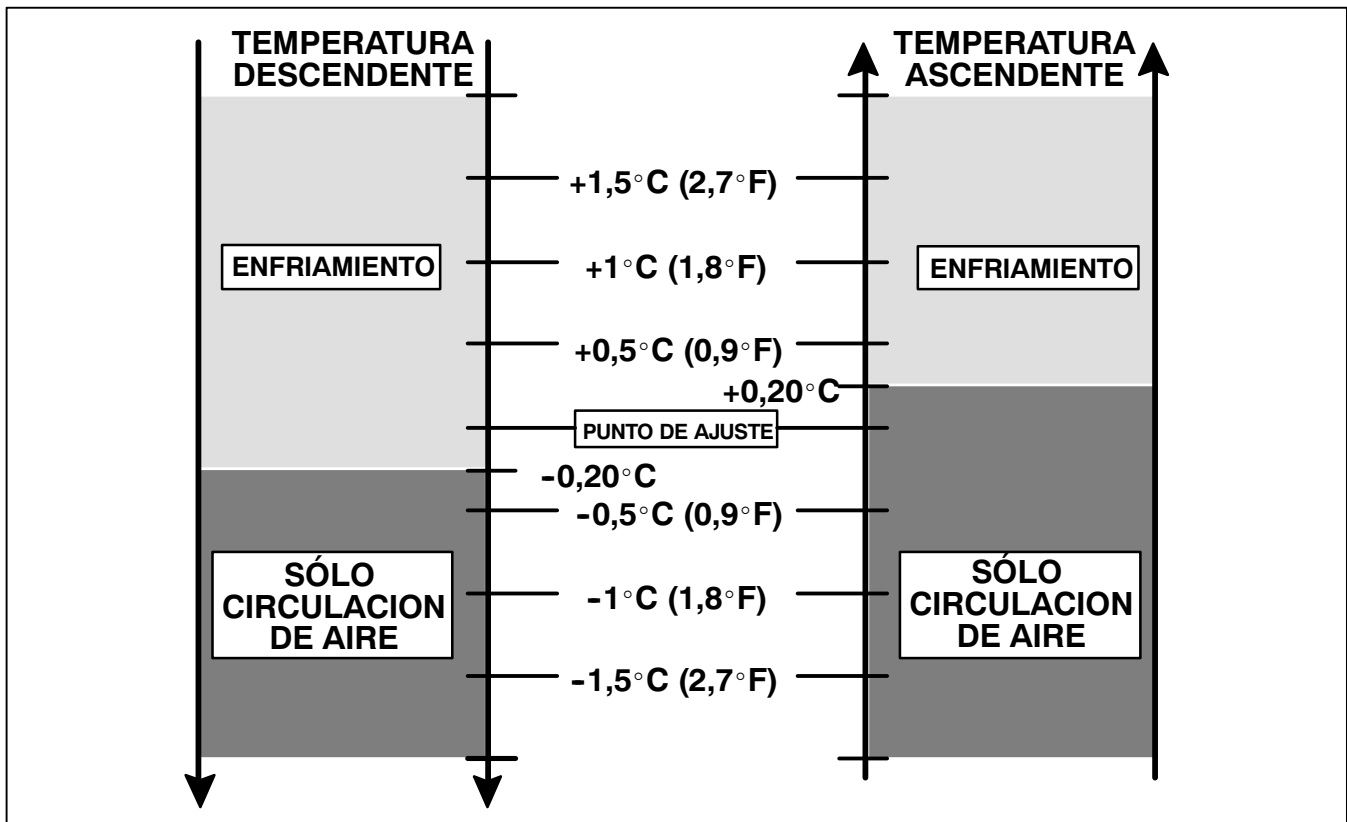 TEMPERATURA
DESCENDENTE
TEMPERATURA
ASCENDENTE
+1,5°C (2,7°F)
ENFRIAMIENTO
+1°C (1,8°F)
ENFRIAMIENTO
+0,5°C (0,9°F)
+0,20°C
PUNTO DE AJUSTE
-0,20°C
-0,5°C (0,9°F)
SÓLO
CIRCULACION
DE AIRE
-1°C (1,8°F)
SÓLO
CIRCULACION
DE AIRE
-1,5°C (2,7°F)